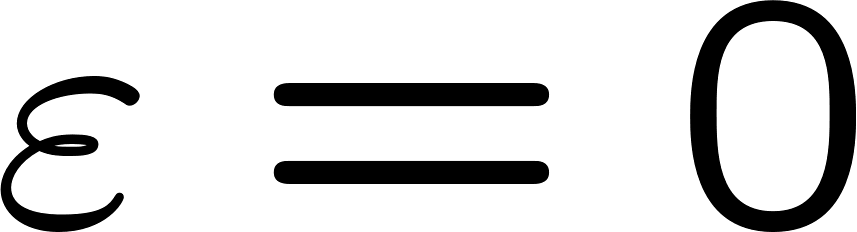 ε = 0